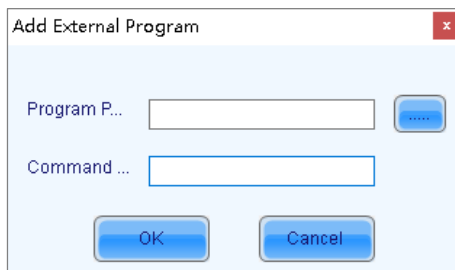 Add External Program
x
Program P...
.....
Command ...
OK
Cancel